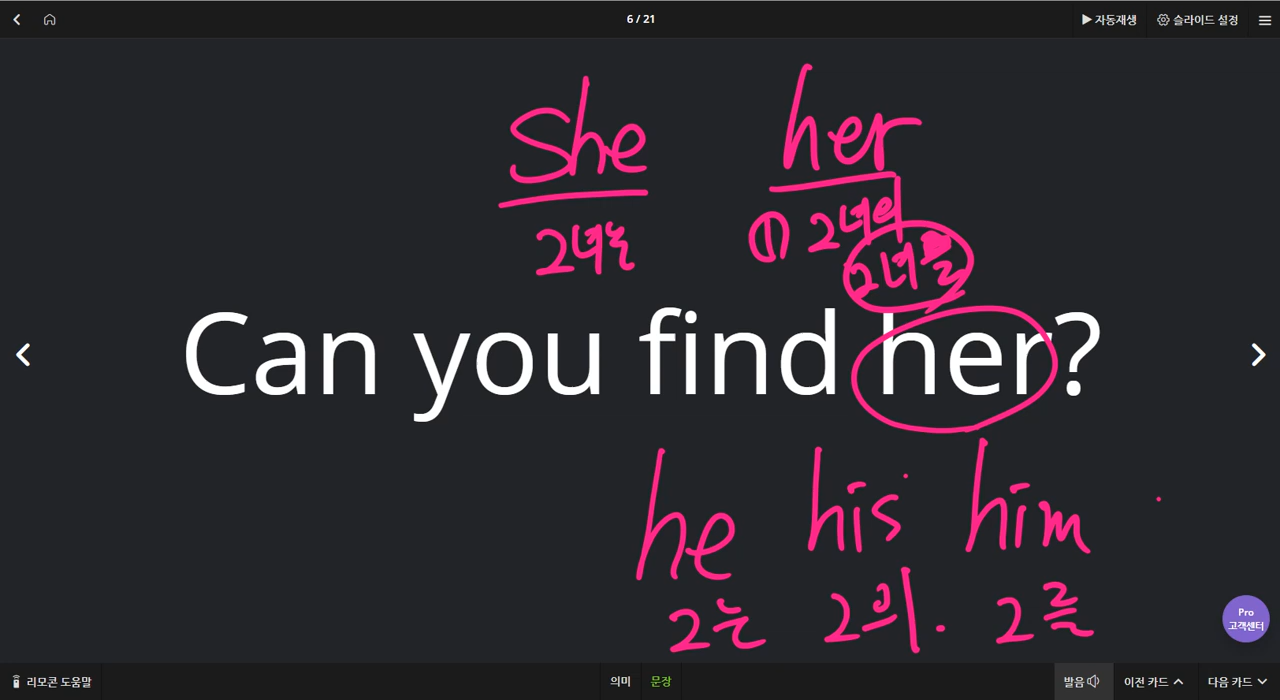 6 / 21
자동재생
슬라이드 설정
She her
그녀는
① 그녀의
그녀를
Can you find her?
he his him
그는 그의. 그를
Pro
고객센터
리모콘 도움말
의미
문장
발음
이전 카드
다음 카드